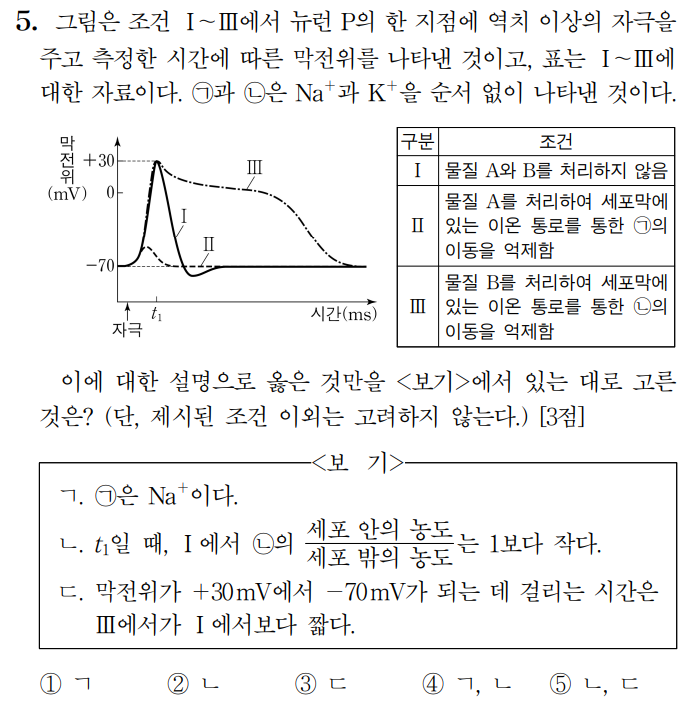 5. 그림은 조건 Ⅰ~Ⅲ에서 뉴런 P의 한 지점에 역치 이상의 자극을
주고 측정한 시간에 따른 막전위를 나타낸 것이고, 표는 Ⅰ~Ⅲ에
대한 자료이다. ㉠과 ㉡은 Na⁺과 K⁺을 순서 없이 나타낸 것이다.
막전위
(mV)
+30
0
-70
Ⅲ
Ⅰ
Ⅱ
자극
t₁
시간(ms)
구분 조건
Ⅰ 물질 A와 B를 처리하지 않음
Ⅱ 물질 A를 처리하여 세포막에
있는 이온 통로를 통한 ㉠의
이동을 억제함
Ⅲ 물질 B를 처리하여 세포막에
있는 이온 통로를 통한 ㉡의
이동을 억제함
이에 대한 설명으로 옳은 것만을 <보기>에서 있는 대로 고른
것은? (단, 제시된 조건 이외는 고려하지 않는다.) [3점]
<보 기>
ㄱ. ㉠은 Na⁺이다.
ㄴ. t₁일 때, Ⅰ에서 ㉡의 세포 안의 농도/세포 밖의 농도는 1보다 작다.
ㄷ. 막전위가 +30mV에서 -70mV가 되는 데 걸리는 시간은
Ⅲ에서가 Ⅰ에서보다 짧다.
① ㄱ ② ㄴ ③ ㄷ ④ ㄱ, ㄴ ⑤ ㄴ, ㄷ